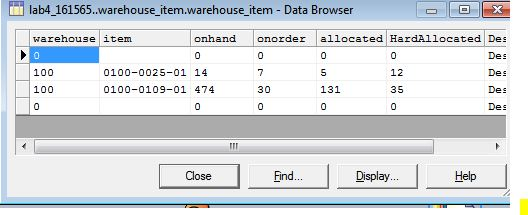 lab4_161565..warehouse_item.warehouse_item - Data Browser
warehouse item onhand onorder allocated HardAllocated Des
0 0 0 0 0 Des
100 0100-0025-01 14 7 5 12 Des
100 0100-0109-01 474 30 131 35 Des
0 0 0 0 0 Des
Close Find... Display... Help